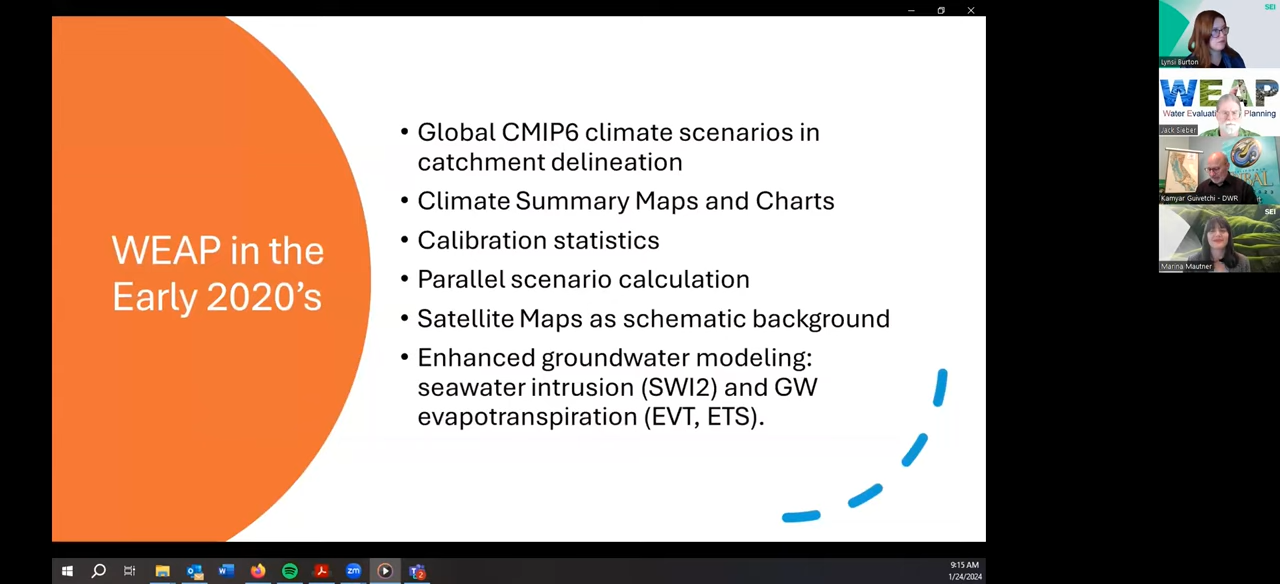 WEAP in the
Early 2020's
• Global CMIP6 climate scenarios in
catchment delineation
• Climate Summary Maps and Charts
• Calibration statistics
• Parallel scenario calculation
• Satellite Maps as schematic background
• Enhanced groundwater modeling:
seawater intrusion (SWI2) and GW
evapotranspiration (EVT, ETS).
SEI
Lynsi Burton
WEAP
Water Evaluation Planning
Jack Sieber
Kamyar Guivetchi - DWR
SEI
Marina Mautner
9:15 AM
1/24/2024